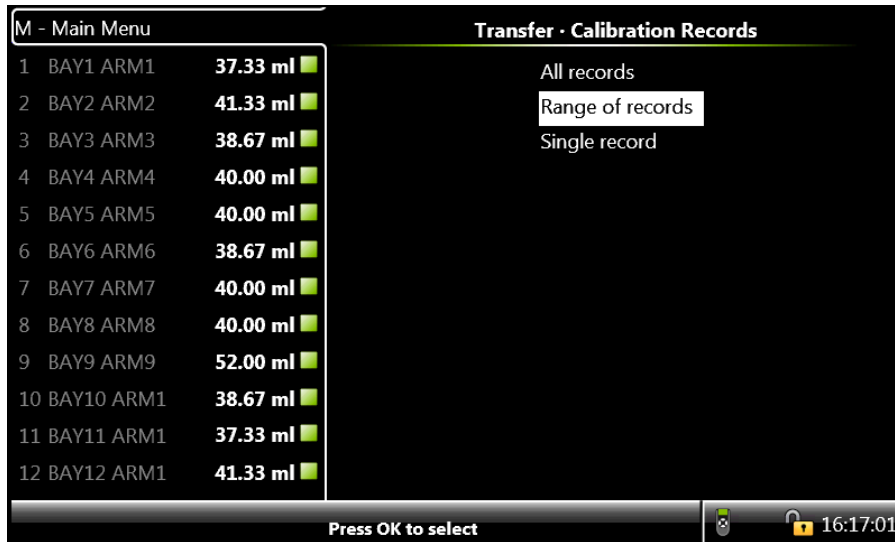 M - Main Menu
1 BAY1 ARM1 37.33 ml
2 BAY2 ARM2 41.33 ml
3 BAY3 ARM3 38.67 ml
4 BAY4 ARM4 40.00 ml
5 BAY5 ARM5 40.00 ml
6 BAY6 ARM6 38.67 ml
7 BAY7 ARM7 40.00 ml
8 BAY8 ARM8 40.00 ml
9 BAY9 ARM9 52.00 ml
10 BAY10 ARM1 38.67 ml
11 BAY11 ARM1 37.33 ml
12 BAY12 ARM1 41.33 ml
Transfer · Calibration Records
All records
Range of records
Single record
Press OK to select
16:17:01